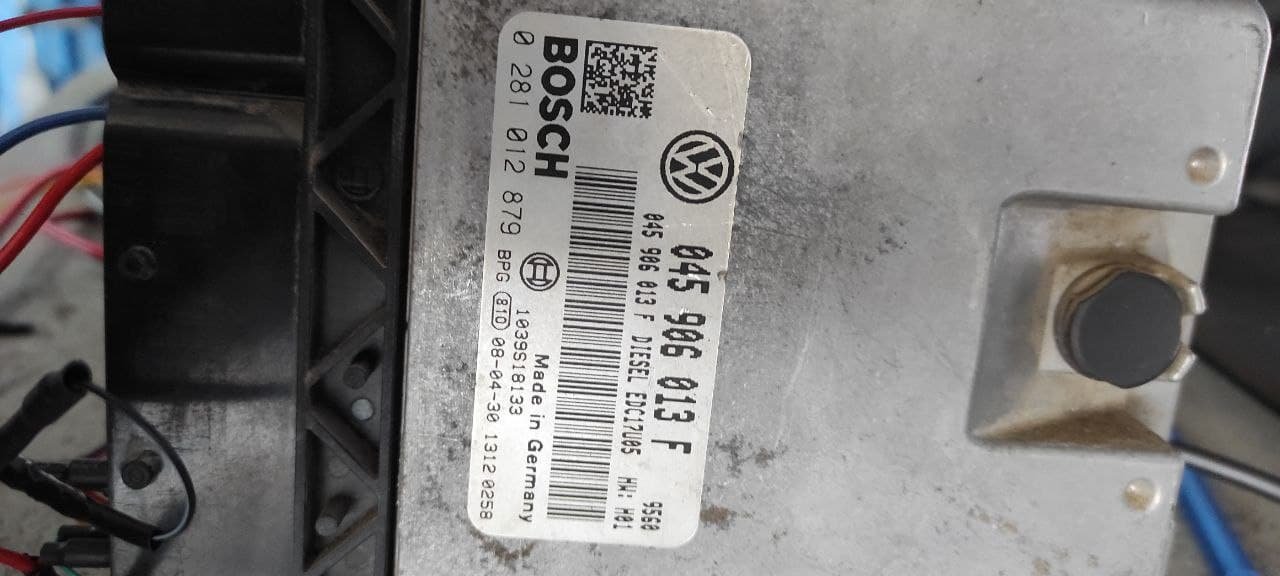 045 906 013 F
045 906 013 F DIESEL EDC17U05 HW: H01
9560
Made in Germany
1039S18133
BOSCH
0 281 012 879 BPG 810 08-04-30 1312 0258